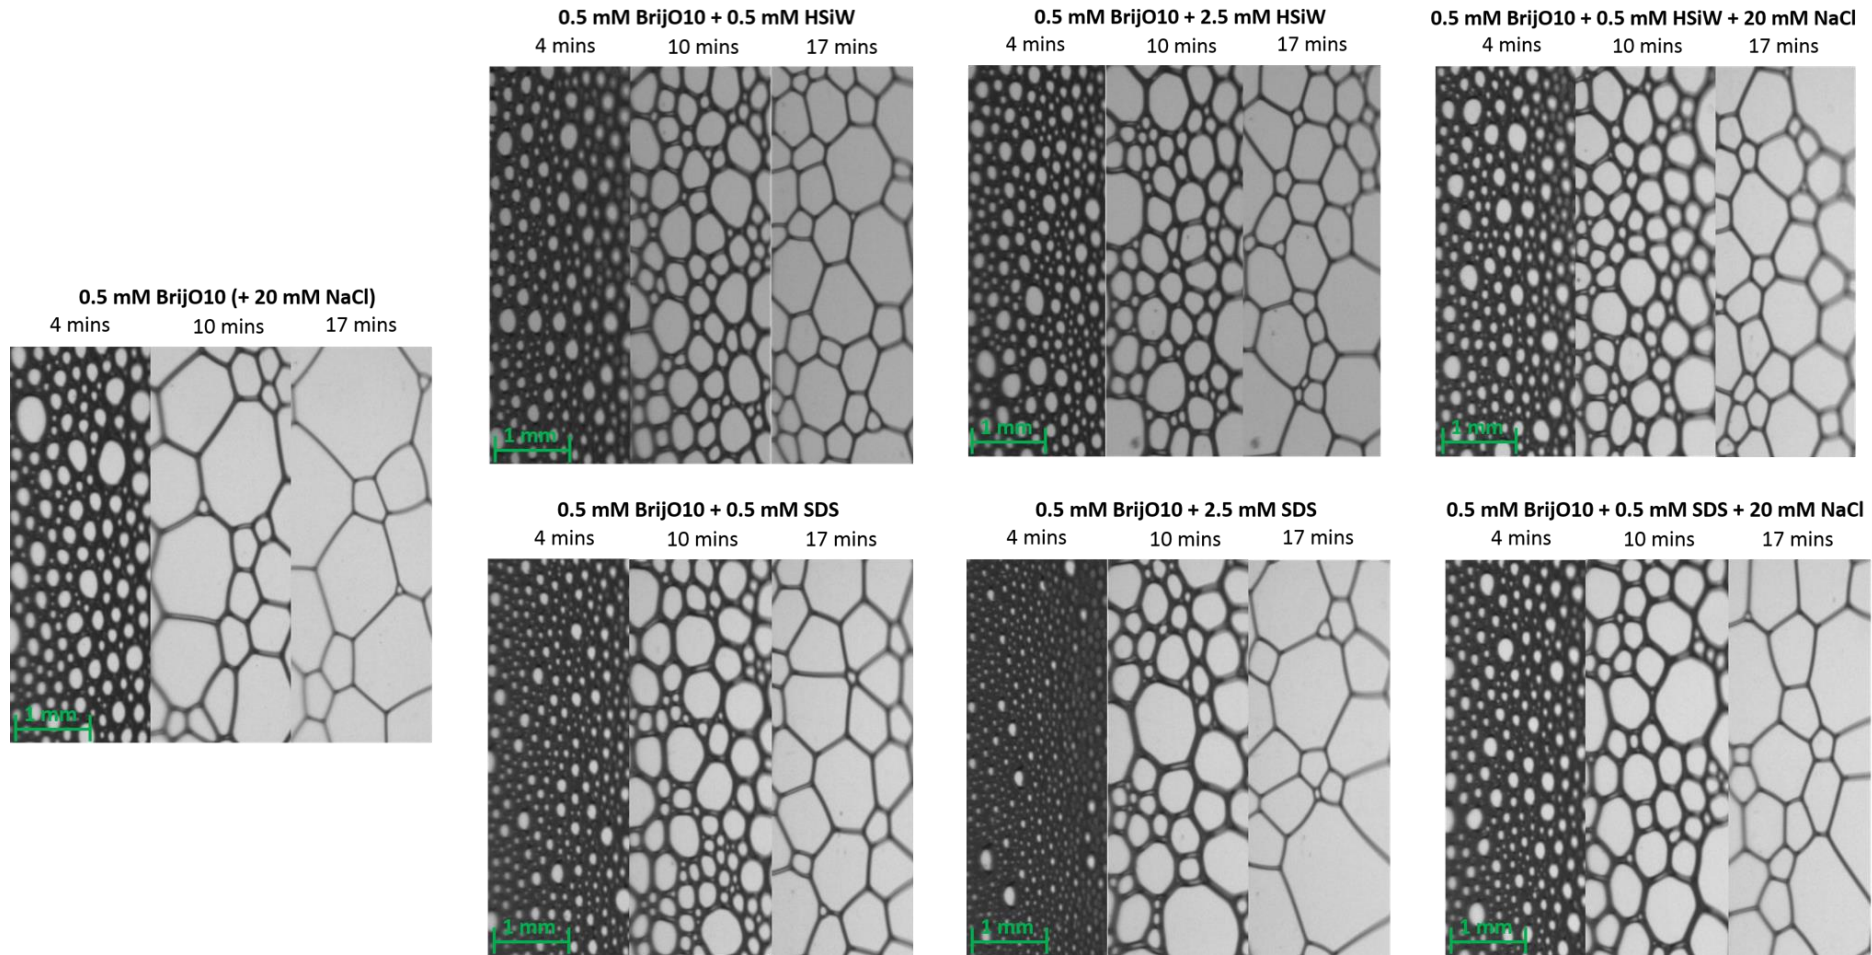 0.5 mM BrijO10 + 0.5 mM HSiW
4 mins 10 mins 17 mins
1 mm
0.5 mM BrijO10 + 2.5 mM HSiW
4 mins 10 mins 17 mins
1 mm
0.5 mM BrijO10 + 0.5 mM HSiW + 20 mM NaCl
4 mins 10 mins 17 mins
1 mm
0.5 mM BrijO10 (+ 20 mM NaCl)
4 mins 10 mins 17 mins
1 mm
0.5 mM BrijO10 + 0.5 mM SDS
4 mins 10 mins 17 mins
1 mm
0.5 mM BrijO10 + 2.5 mM SDS
4 mins 10 mins 17 mins
1 mm
0.5 mM BrijO10 + 0.5 mM SDS + 20 mM NaCl
4 mins 10 mins 17 mins
1 mm